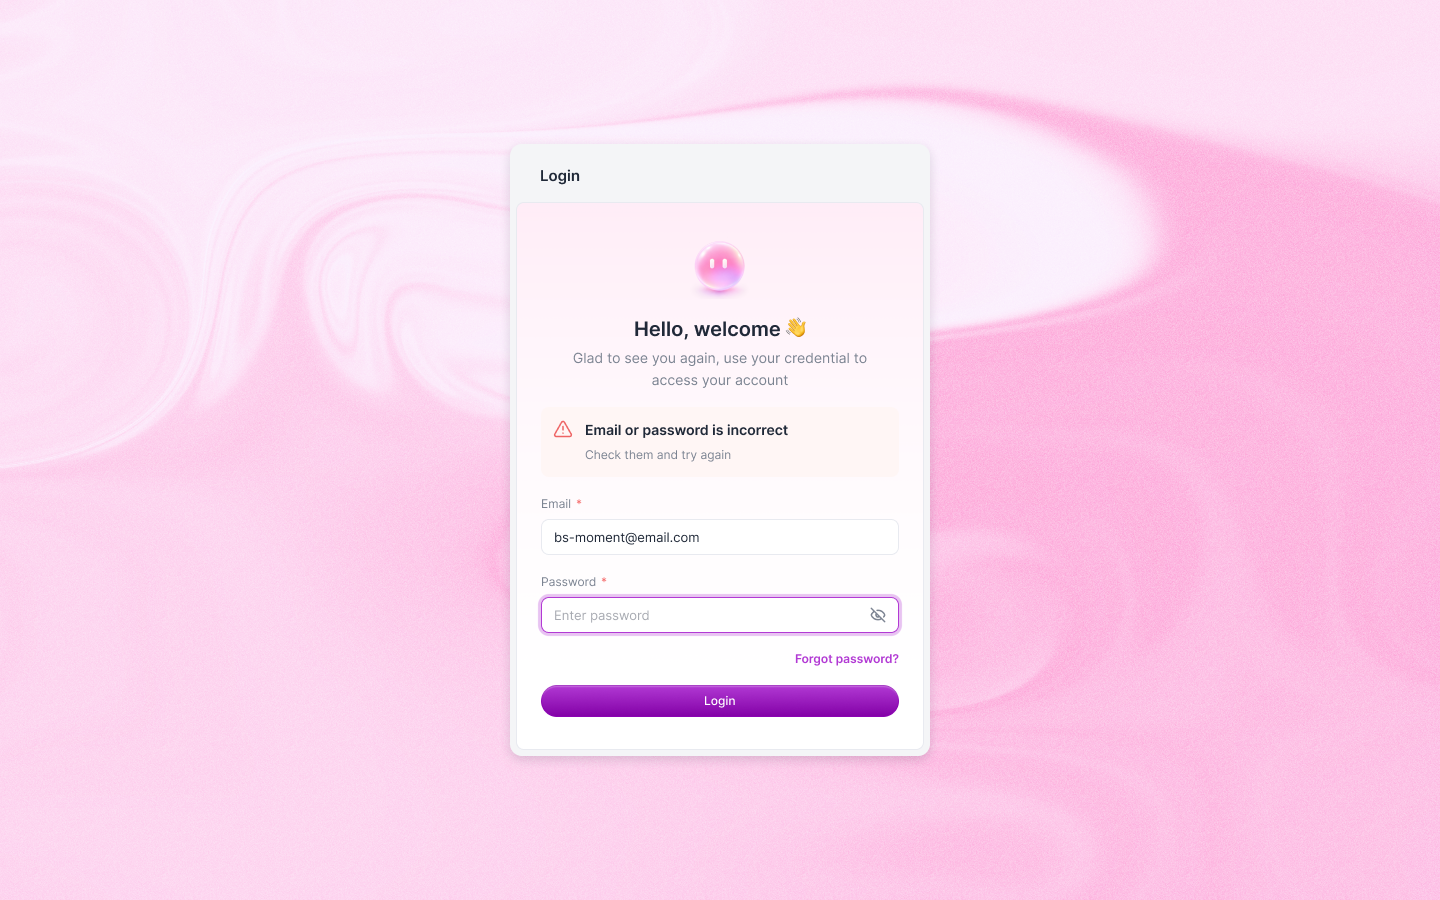 Login
Hello, welcome 👋
Glad to see you again, use your credential to
access your account
Email or password is incorrect
Check them and try again
Email *
bs-moment@email.com
Password *
Enter password
Forgot password?
Login